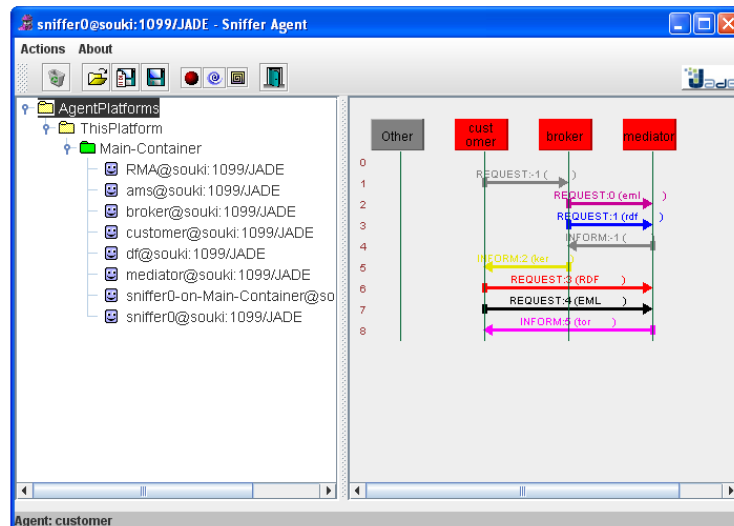 sniffer0@souki:1099/JADE - Sniffer Agent
Actions About
Jade
AgentPlatforms
ThisPlatform
Main-Container
RMA@souki:1099/JADE
ams@souki:1099/JADE
broker@souki:1099/JADE
customer@souki:1099/JADE
df@souki:1099/JADE
mediator@souki:1099/JADE
sniffer0-on-Main-Container@so
sniffer0@souki:1099/JADE
Other
cust
omer
broker
mediator
0
1
REQUEST:-1 ( )
2
REQUEST:0 (eml )
3
REQUEST:1 (rdf )
4
INFORM:-1 ( )
5
INFORM:2 (ker )
6
REQUEST:3 (RDF )
7
REQUEST:4 (EML )
8
INFORM:5 (tor )
Agent: customer